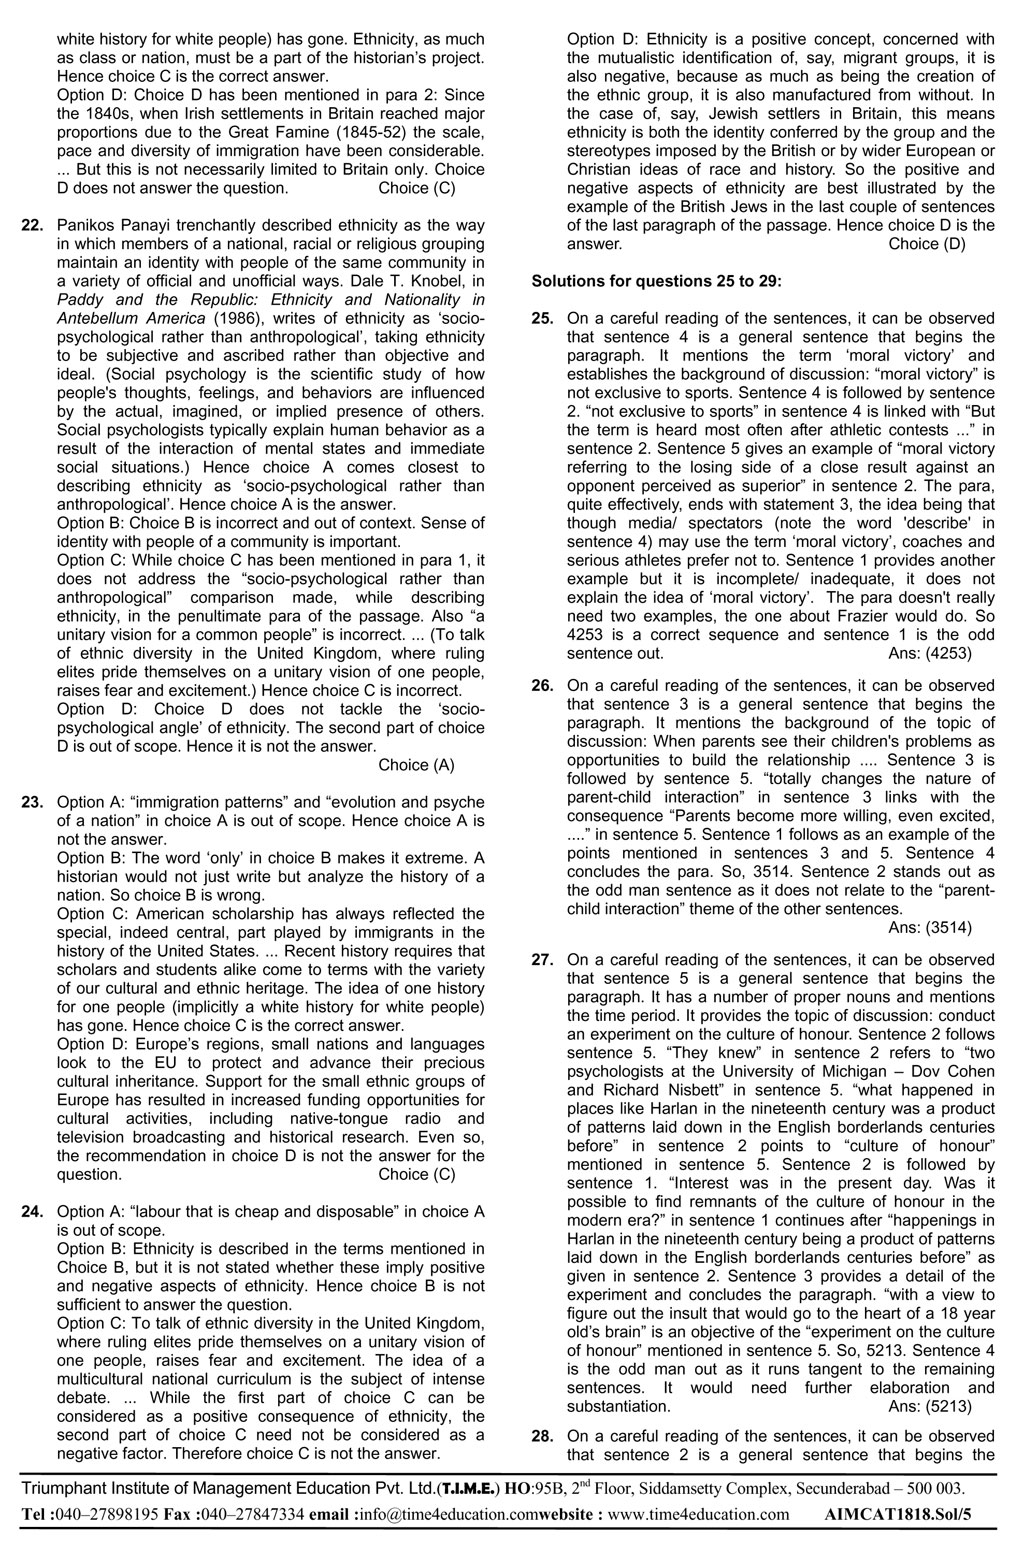 white history for white people) has gone. Ethnicity, as much
as class or nation, must be a part of the historian's project.
Hence choice C is the correct answer.
Option D: Choice D has been mentioned in para 2: Since
the 1840s, when Irish settlements in Britain reached major
proportions due to the Great Famine (1845-52) the scale,
pace and diversity of immigration have been considerable.
... But this is not necessarily limited to Britain only. Choice
D does not answer the question. Choice (C)
22. Panikos Panayi trenchantly described ethnicity as the way
in which members of a national, racial or religious grouping
maintain an identity with people of the same community in
a variety of official and unofficial ways. Dale T. Knobel, in
Paddy and the Republic: Ethnicity and Nationality in
Antebellum America (1986), writes of ethnicity as ‘socio-
psychological rather than anthropological’, taking ethnicity
to be subjective and ascribed rather than objective and
ideal. (Social psychology is the scientific study of how
people's thoughts, feelings, and behaviors are influenced
by the actual, imagined, or implied presence of others.
Social psychologists typically explain human behavior as a
result of the interaction of mental states and immediate
social situations.) Hence choice A comes closest to
describing ethnicity as ‘socio-psychological rather than
anthropological’. Hence choice A is the answer.
Option B: Choice B is incorrect and out of context. Sense of
identity with people of a community is important.
Option C: While choice C has been mentioned in para 1, it
does not address the “socio-psychological rather than
anthropological” comparison made, while describing
ethnicity, in the penultimate para of the passage. Also “a
unitary vision for a common people” is incorrect. ... (To talk
of ethnic diversity in the United Kingdom, where ruling
elites pride themselves on a unitary vision of one people,
raises fear and excitement.) Hence choice C is incorrect.
Option D: Choice D does not tackle the ‘socio-
psychological angle’ of ethnicity. The second part of choice
D is out of scope. Hence it is not the answer.
Choice (A)
23. Option A: “immigration patterns” and “evolution and psyche
of a nation” in choice A is out of scope. Hence choice A is
not the answer.
Option B: The word ‘only’ in choice B makes it extreme. A
historian would not just write but analyze the history of a
nation. So choice B is wrong.
Option C: American scholarship has always reflected the
special, indeed central, part played by immigrants in the
history of the United States. ... Recent history requires that
scholars and students alike come to terms with the variety
of our cultural and ethnic heritage. The idea of one history
for one people (implicitly a white history for white people)
has gone. Hence choice C is the correct answer.
Option D: Europe's regions, small nations and languages
look to the EU to protect and advance their precious
cultural inheritance. Support for the small ethnic groups of
Europe has resulted in increased funding opportunities for
cultural activities, including native-tongue radio and
television broadcasting and historical research. Even so,
the recommendation in choice D is not the answer for the
question. Choice (C)
24. Option A: “labour that is cheap and disposable” in choice A
is out of scope.
Option B: Ethnicity is described in the terms mentioned in
Choice B, but it is not stated whether these imply positive
and negative aspects of ethnicity. Hence choice B is not
sufficient to answer the question.
Option C: To talk of ethnic diversity in the United Kingdom,
where ruling elites pride themselves on a unitary vision of
one people, raises fear and excitement. The idea of a
multicultural national curriculum is the subject of intense
debate. ... While the first part of choice C can be
considered as a positive consequence of ethnicity, the
second part of choice C need not be considered as a
negative factor. Therefore choice C is not the answer.
Option D: Ethnicity is a positive concept, concerned with
the mutualistic identification of, say, migrant groups, it is
also negative, because as much as being the creation of
the ethnic group, it is also manufactured from without. In
the case of, say, Jewish settlers in Britain, this means
ethnicity is both the identity conferred by the group and the
stereotypes imposed by the British or by wider European or
Christian ideas of race and history. So the positive and
negative aspects of ethnicity are best illustrated by the
example of the British Jews in the last couple of sentences
of the last paragraph of the passage. Hence choice D is the
answer. Choice (D)
Solutions for questions 25 to 29:
25. On a careful reading of the sentences, it can be observed
that sentence 4 is a general sentence that begins the
paragraph. It mentions the term ‘moral victory’ and
establishes the background of discussion: “moral victory” is
not exclusive to sports. Sentence 4 is followed by sentence
2. “not exclusive to sports” in sentence 4 is linked with “But
the term is heard most often after athletic contests ...” in
sentence 2. Sentence 5 gives an example of “moral victory
referring to the losing side of a close result against an
opponent perceived as superior” in sentence 2. The para,
quite effectively, ends with statement 3, the idea being that
though media/ spectators (note the word 'describe' in
sentence 4) may use the term ‘moral victory’, coaches and
serious athletes prefer not to. Sentence 1 provides another
example but it is incomplete/ inadequate, it does not
explain the idea of ‘moral victory’. The para doesn't really
need two examples, the one about Frazier would do. So
4253 is a correct sequence and sentence 1 is the odd
sentence out. Ans: (4253)
26. On a careful reading of the sentences, it can be observed
that sentence 3 is a general sentence that begins the
paragraph. It mentions the background of the topic of
discussion: When parents see their children's problems as
opportunities to build the relationship .... Sentence 3 is
followed by sentence 5. “totally changes the nature of
parent-child interaction” in sentence 3 links with the
consequence “Parents become more willing, even excited,
....” in sentence 5. Sentence 1 follows as an example of the
points mentioned in sentences 3 and 5. Sentence 4
concludes the para. So, 3514. Sentence 2 stands out as
the odd man sentence as it does not relate to the “parent-
child interaction” theme of the other sentences.
Ans: (3514)
27. On a careful reading of the sentences, it can be observed
that sentence 5 is a general sentence that begins the
paragraph. It has a number of proper nouns and mentions
the time period. It provides the topic of discussion: conduct
an experiment on the culture of honour. Sentence 2 follows
sentence 5. “They knew” in sentence 2 refers to “two
psychologists at the University of Michigan – Dov Cohen
and Richard Nisbett” in sentence 5. “what happened in
places like Harlan in the nineteenth century was a product
of patterns laid down in the English borderlands centuries
before” in sentence 2 points to “culture of honour”
mentioned in sentence 5. Sentence 2 is followed by
sentence 1. “Interest was in the present day. Was it
possible to find remnants of the culture of honour in the
modern era?” in sentence 1 continues after “happenings in
Harlan in the nineteenth century being a product of patterns
laid down in the English borderlands centuries before” as
given in sentence 2. Sentence 3 provides a detail of the
experiment and concludes the paragraph. “with a view to
figure out the insult that would go to the heart of a 18 year
old's brain” is an objective of the “experiment on the culture
of honour” mentioned in sentence 5. So, 5213. Sentence 4
is the odd man out as it runs tangent to the remaining
sentences. It would need further elaboration and
substantiation. Ans: (5213)
28. On a careful reading of the sentences, it can be observed
that sentence 2 is a general sentence that begins the
Triumphant Institute of Management Education Pvt. Ltd.(T.I.M.E.) HO:95B, 2nd Floor, Siddamsetty Complex, Secunderabad – 500 003.
Tel :040–27898195 Fax :040–27847334 email :info@time4education.comwebsite : www.time4education.com AIMCAT1818.Sol/5